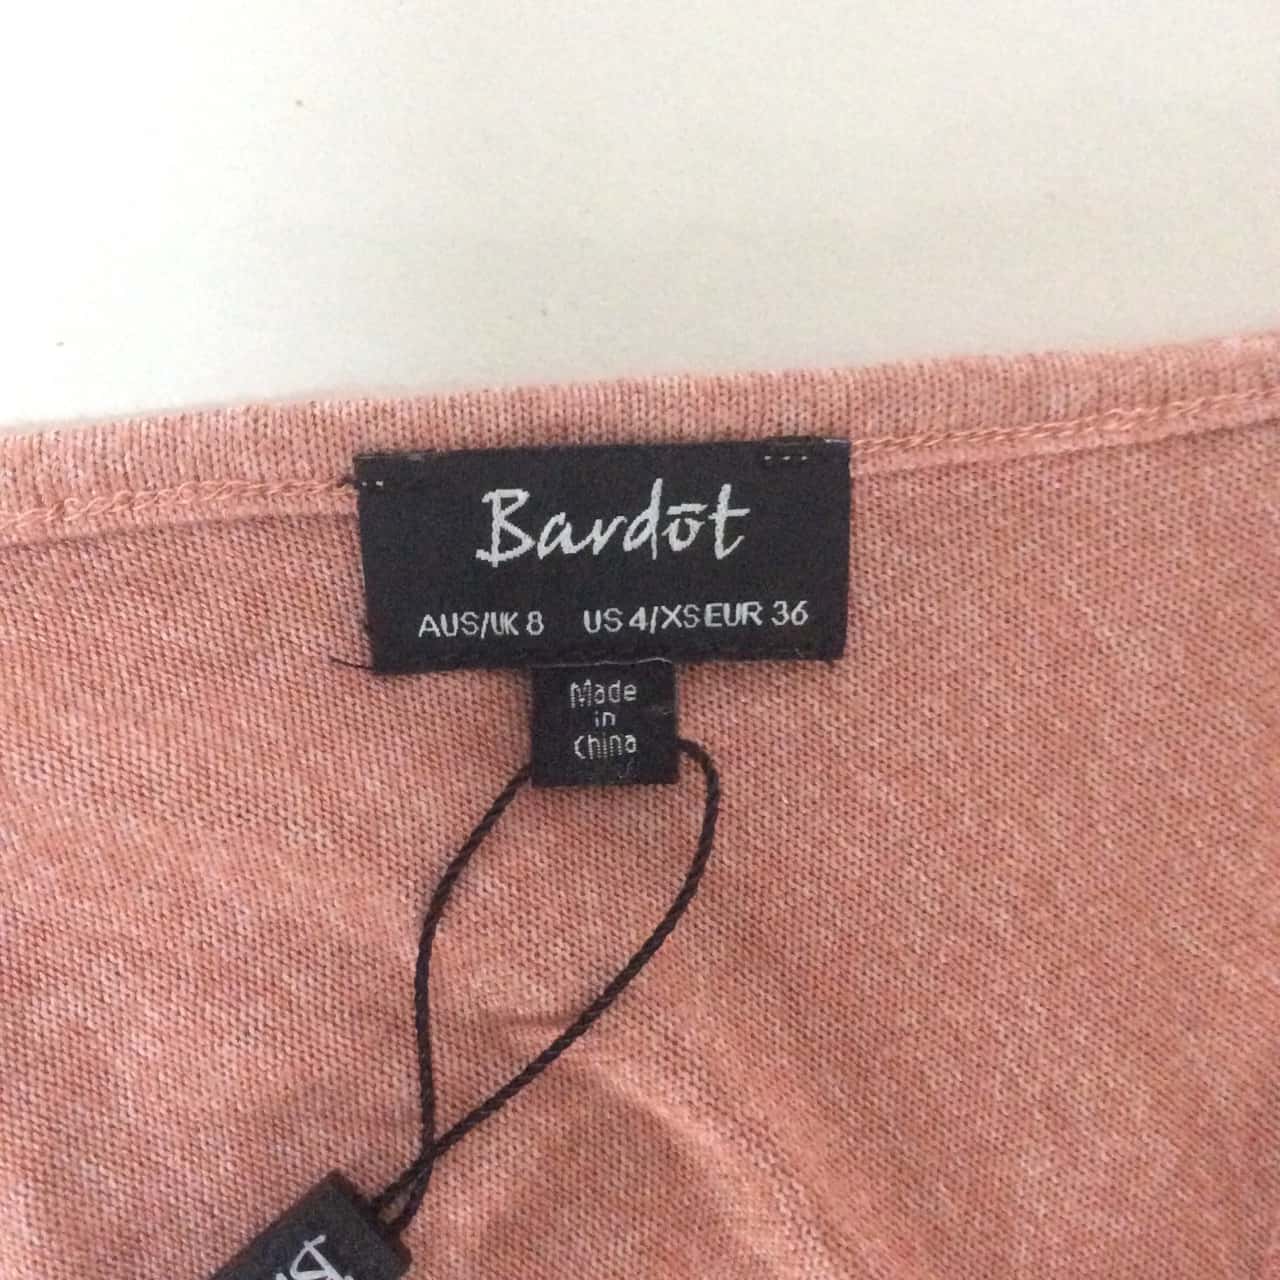 Bardōt
AUS/UK 8 US 4/XS EUR 36
Made
in
China